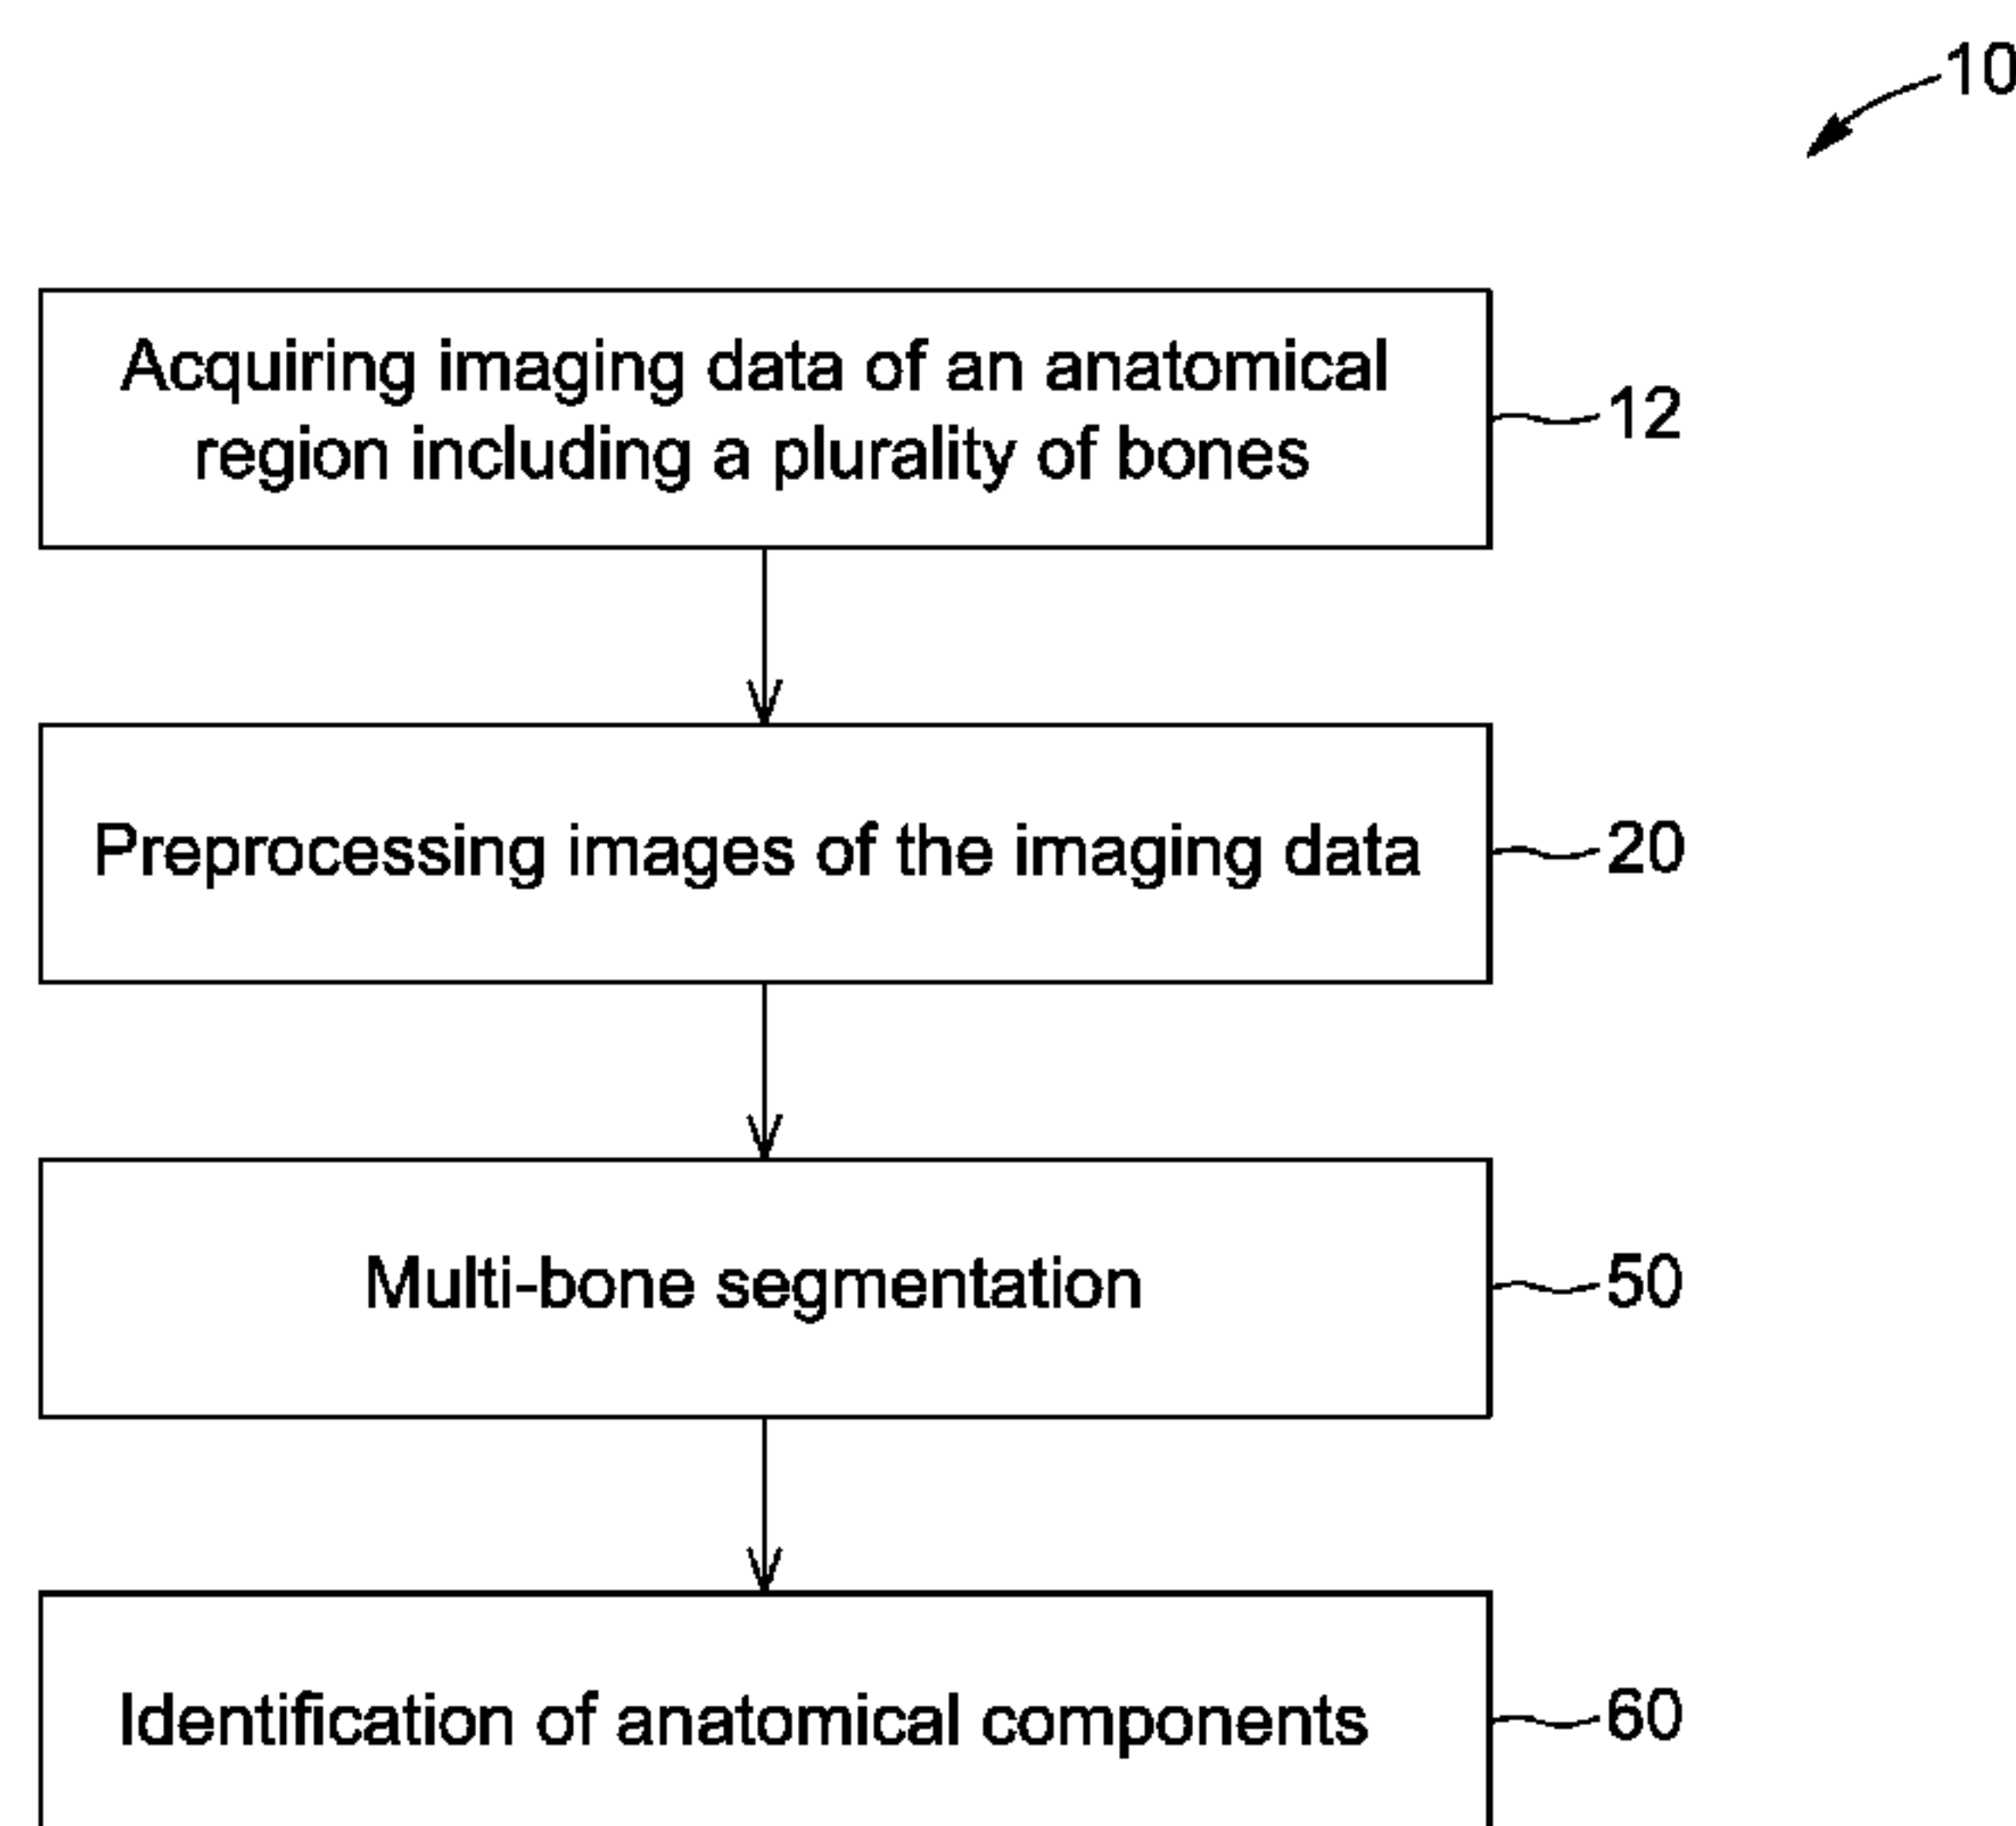 10
Acquiring imaging data of an anatomical
region including a plurality of bones
12
Preprocessing images of the imaging data
20
Multi-bone segmentation
50
Identification of anatomical components
60